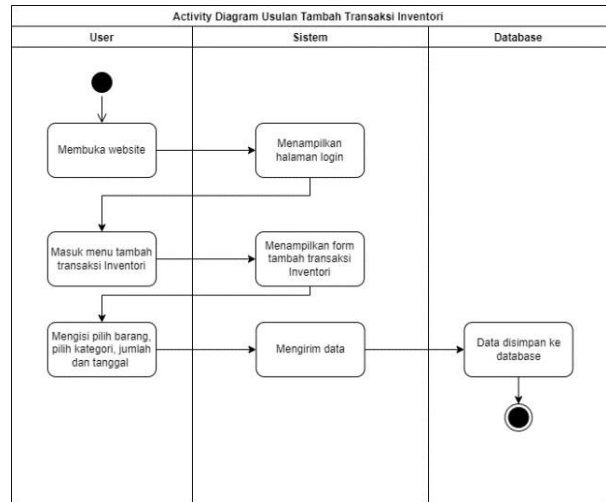 Activity Diagram Usulan Tambah Transaksi Inventori
User
Sistem
Database
Membuka website
Menampilkan
halaman login
Masuk menu tambah
transaksi Inventori
Menampilkan form
tambah transaksi
Inventori
Mengisi pilih barang,
pilih kategori, jumlah
dan tanggal
Mengirim data
Data disimpan ke
database